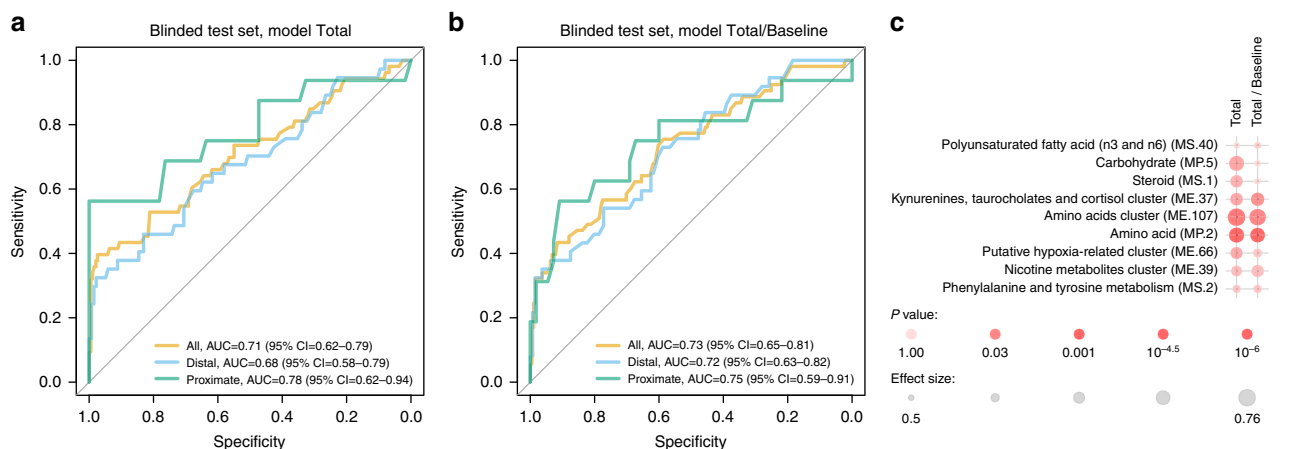 a
Blinded test set, model Total
1.0
0.8
0.6
0.4
0.2
0.0
Sensitivity
All, AUC=0.71 (95% CI=0.62–0.79)
Distal, AUC=0.68 (95% CI=0.58–0.79)
Proximate, AUC=0.78 (95% CI=0.62–0.94)
1.0 0.8 0.6 0.4 0.2 0.0
Specificity
b
Blinded test set, model Total/Baseline
1.0
0.8
0.6
0.4
0.2
0.0
Sensitivity
All, AUC=0.73 (95% CI=0.65–0.81)
Distal, AUC=0.72 (95% CI=0.63–0.82)
Proximate, AUC=0.75 (95% CI=0.59–0.91)
1.0 0.8 0.6 0.4 0.2 0.0
Specificity
c
Total
Total / Baseline
Polyunsaturated fatty acid (n3 and n6) (MS.40)
Carbohydrate (MP.5)
Steroid (MS.1)
Kynurenines, taurocholates and cortisol cluster (ME.37)
Amino acids cluster (ME.107)
Amino acid (MP.2)
Putative hypoxia-related cluster (ME.66)
Nicotine metabolites cluster (ME.39)
Phenylalanine and tyrosine metabolism (MS.2)
P value:
1.00 0.03 0.001 10⁻⁴·⁵ 10⁻⁶
Effect size:
0.5 0.76